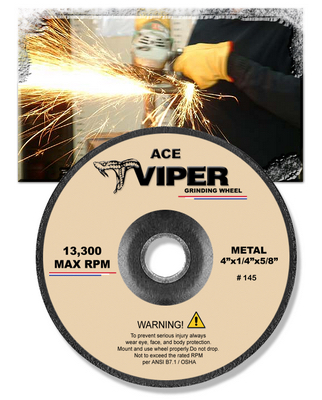 ACE
VIPER
GRINDING WHEEL
13,300
MAX RPM
METAL
4"x1/4"x5/8"
# 145
WARNING!
To prevent serious injury always
wear eye, face, and body protection.
Mount and use wheel properly.Do not drop.
Not to exceed the rated RPM
per ANSI B7.1 / OSHA